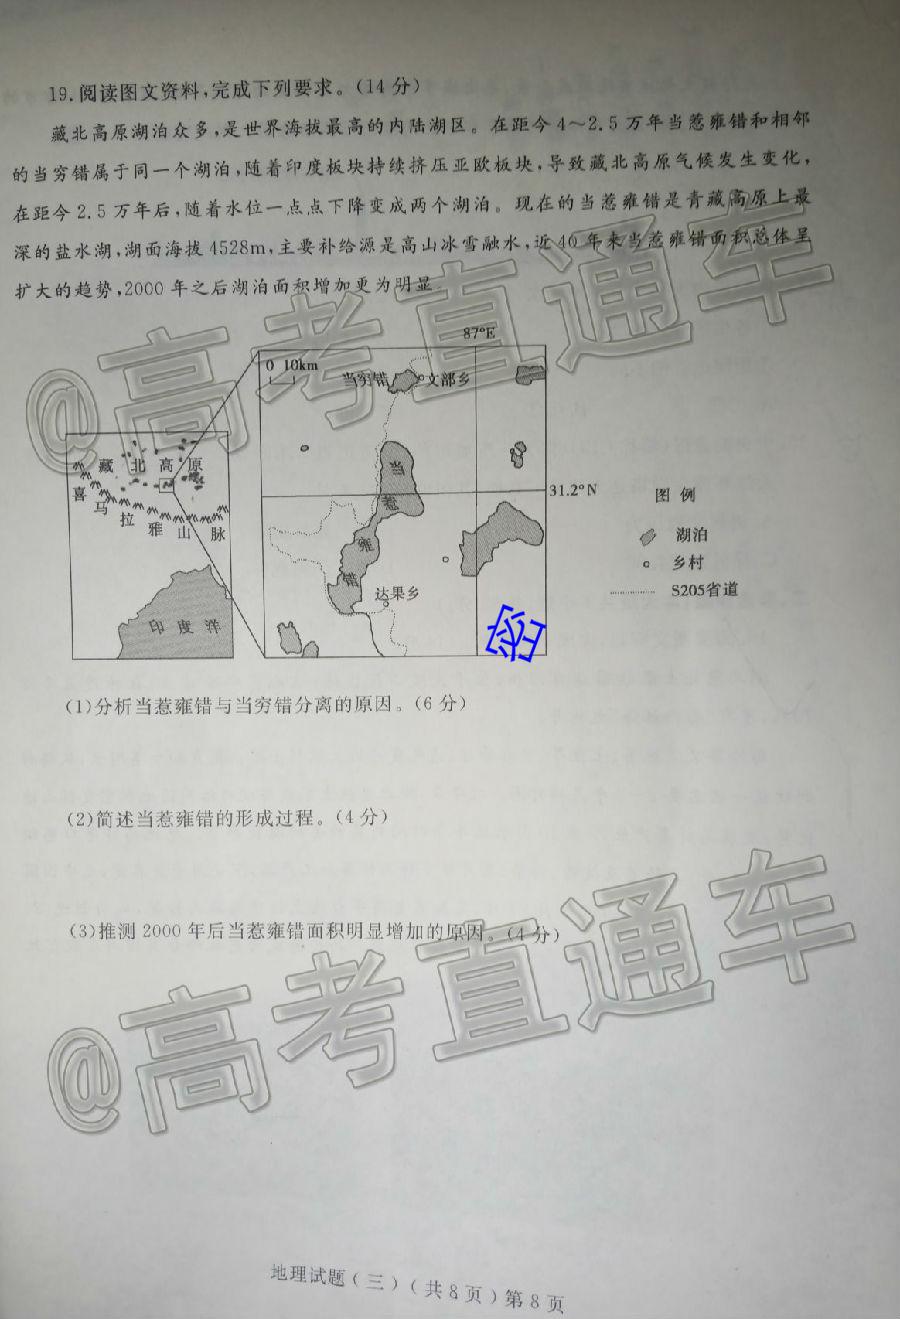 19.阅读图文资料,完成下列要求。(14分)
藏北高原湖泊众多,是世界海拔最高的内陆湖区。在距今4~2.5万年当惹雍错和相邻
的当穷错属于同一个湖泊,随着印度板块持续挤压亚欧板块,导致藏北高原气候发生变化,
在距今2.5万年后,随着水位一点点下降变成两个湖泊。现在的当惹雍错是青藏高原上最
深的盐水湖,湖面海拔4528m,主要补给源是高山冰雪融水,近40年来当惹雍错面积总体呈
扩大的趋势,2000年之后湖泊面积增加更为明显。
@高考直通车
87°E
0 10km
当穷错
文部乡
藏北高原
当惹雍错
31.2°N
喜马拉雅山脉
图例
湖泊
乡村
S205省道
达果乡
印度洋
(1)分析当惹雍错与当穷错分离的原因。(6分)
(2)简述当惹雍错的形成过程。(4分)
(3)推测2000年后当惹雍错面积明显增加的原因。(4分)
@高考直通车
地理试题(三)(共8页)第8页